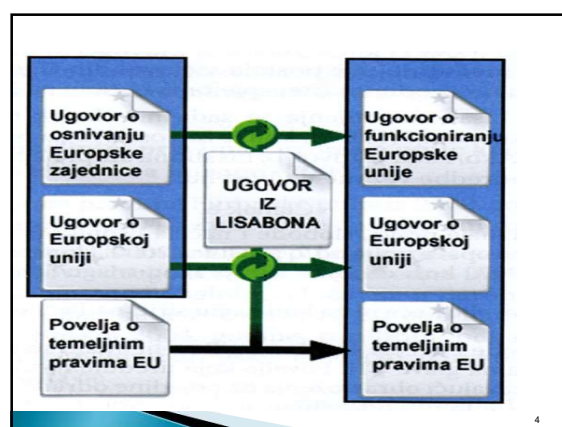 Ugovor o
osnivanju
Europske
zajednice
Ugovor o
Europskoj
uniji
Povelja o
temeljnim
pravima EU
UGOVOR
IZ
LISABONA
Ugovor o
funkcioniranju
Europske
unije
Ugovor o
Europskoj
uniji
Povelja o
temeljnim
pravima EU
4